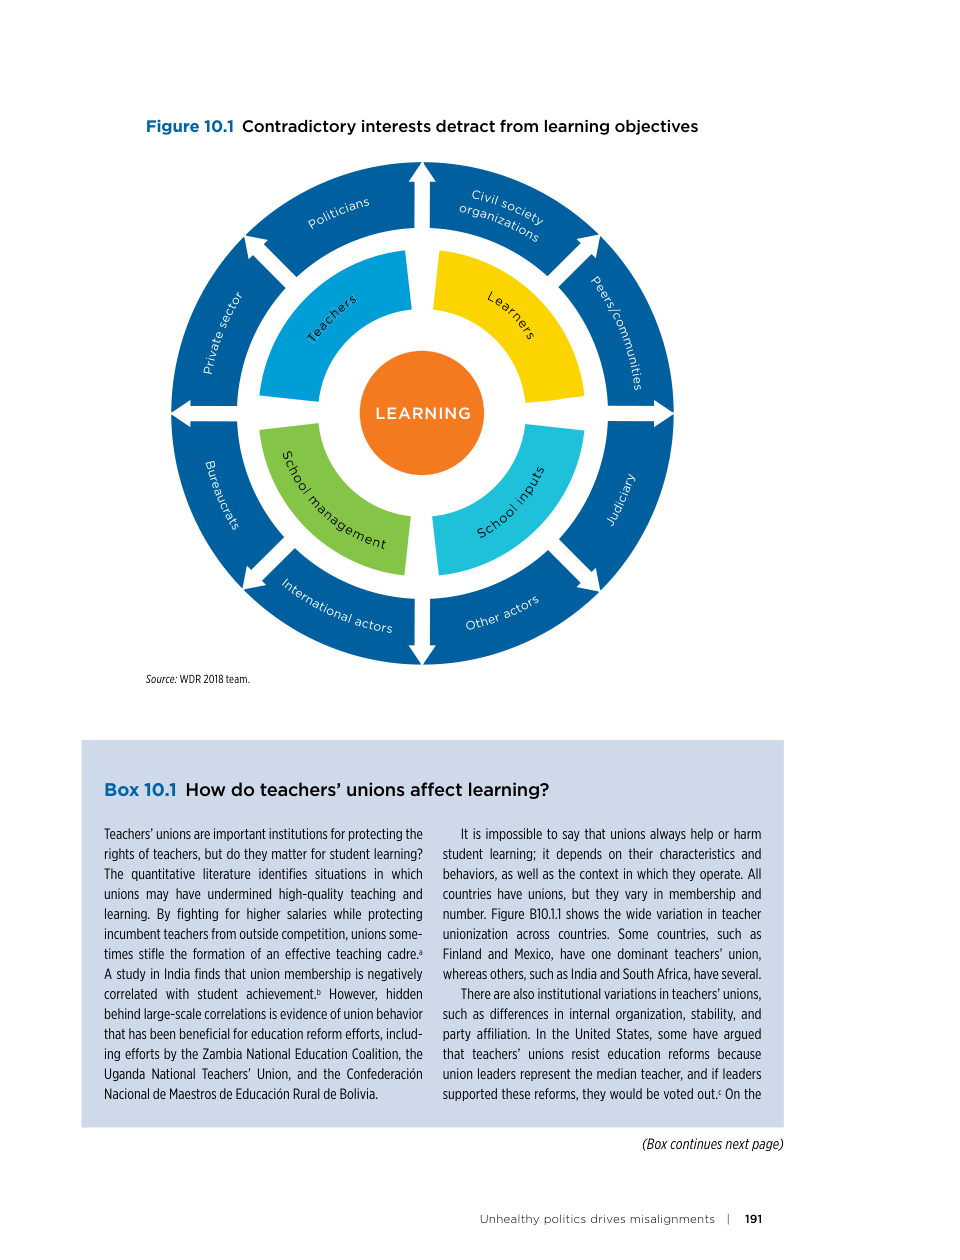 Figure 10.1 Contradictory interests detract from learning objectives
Politicians
Civil society
organizations
Peers/communities
Judiciary
Other actors
International actors
Bureaucrats
Private sector
Teachers
Learners
School inputs
School management
LEARNING
Source: WDR 2018 team.
Box 10.1 How do teachers’ unions affect learning?
Teachers’ unions are important institutions for protecting the
rights of teachers, but do they matter for student learning?
The quantitative literature identifies situations in which
unions may have undermined high-quality teaching and
learning. By fighting for higher salaries while protecting
incumbent teachers from outside competition, unions some-
times stifle the formation of an effective teaching cadre.a
A study in India finds that union membership is negatively
correlated with student achievement.b However, hidden
behind large-scale correlations is evidence of union behavior
that has been beneficial for education reform efforts, includ-
ing efforts by the Zambia National Education Coalition, the
Uganda National Teachers’ Union, and the Confederación
Nacional de Maestros de Educación Rural de Bolivia.
It is impossible to say that unions always help or harm
student learning; it depends on their characteristics and
behaviors, as well as the context in which they operate. All
countries have unions, but they vary in membership and
number. Figure B10.1.1 shows the wide variation in teacher
unionization across countries. Some countries, such as
Finland and Mexico, have one dominant teachers’ union,
whereas others, such as India and South Africa, have several.
There are also institutional variations in teachers’ unions,
such as differences in internal organization, stability, and
party affiliation. In the United States, some have argued
that teachers’ unions resist education reforms because
union leaders represent the median teacher, and if leaders
supported these reforms, they would be voted out.c On the
(Box continues next page)
Unhealthy politics drives misalignments | 191